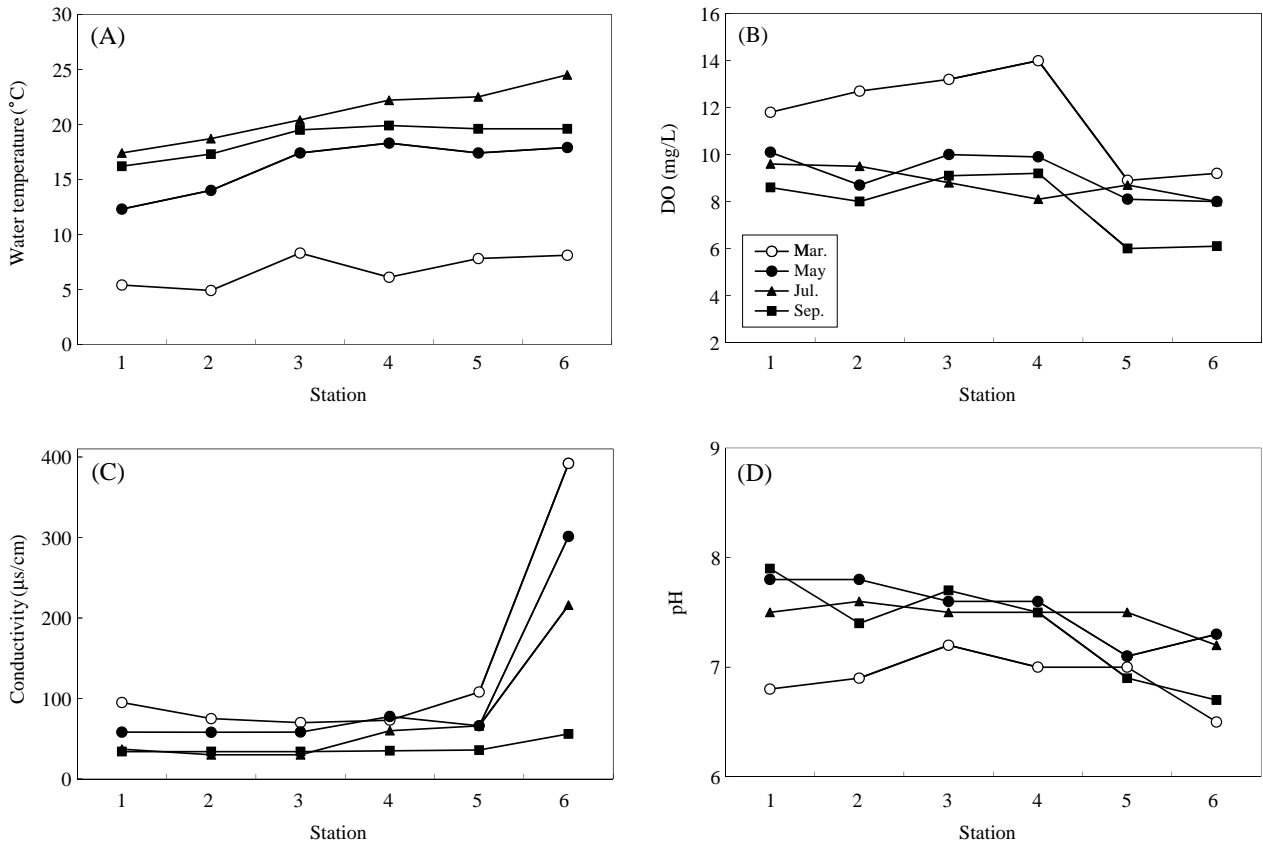 (A)
30
25
20
15
10
5
0
Water temperature (˚C)
1 2 3 4 5 6
Station
(B)
16
14
12
10
8
6
4
2
DO (mg/L)
Mar.
May
Jul.
Sep.
1 2 3 4 5 6
Station
(C)
400
300
200
100
0
Conductivity (µs/cm)
1 2 3 4 5 6
Station
(D)
9
8
7
6
pH
1 2 3 4 5 6
Station